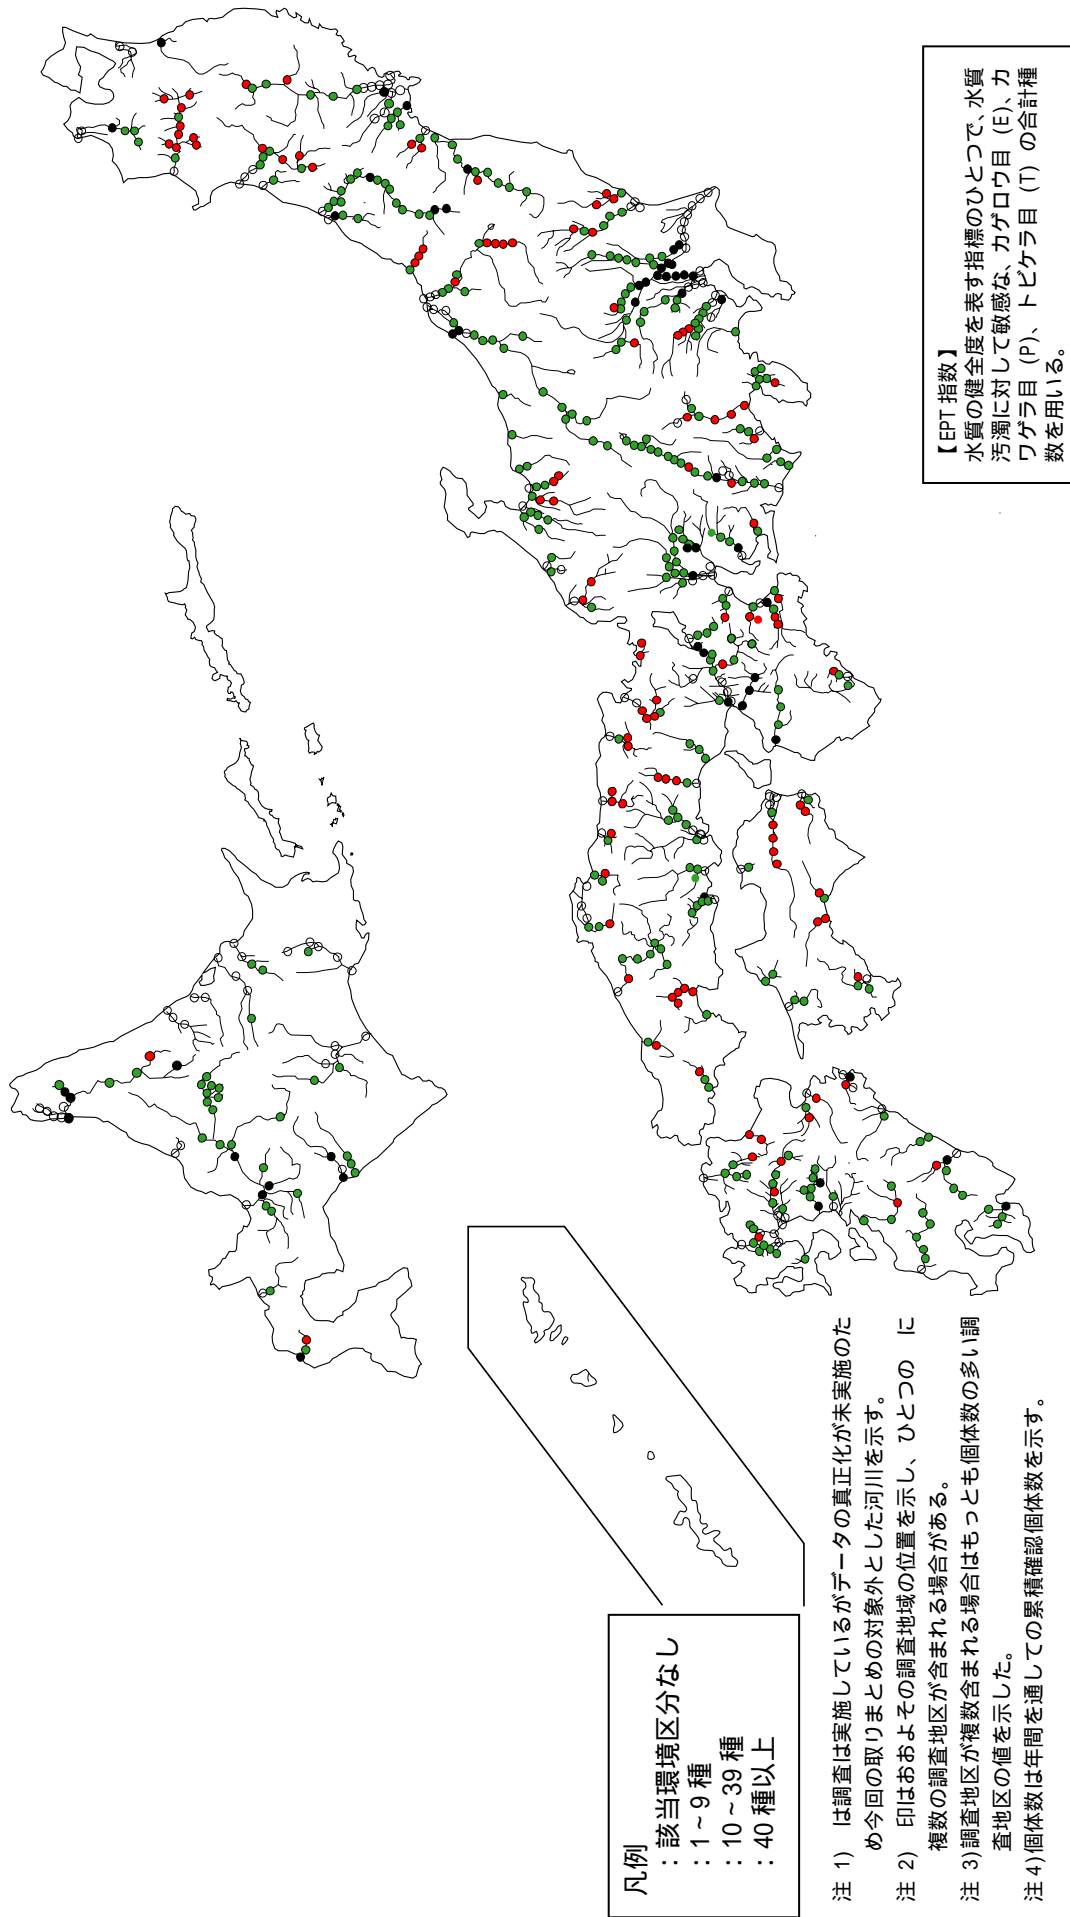 【EPT指数】
水質の健全度を表す指標のひとつで、水質
汚濁に対して敏感な、カゲロウ目（E）、カ
ワゲラ目（P）、トビケラ目（T）の合計種
数を用いる。
凡例
：該当環境区分なし
：1～9種
：10～39種
：40種以上
注 1)　は調査は実施しているがデータの真正化が未実施のた
め今回の取りまとめの対象外とした河川を示す。
注 2)　印はおおよその調査地域の位置を示し、ひとつの　に
複数の調査地区が含まれる場合がある。
注 3)調査地区が複数含まれる場合はもっとも個体数の多い調
査地区の値を示した。
注 4)個体数は年間を通しての累積確認個体数を示す。